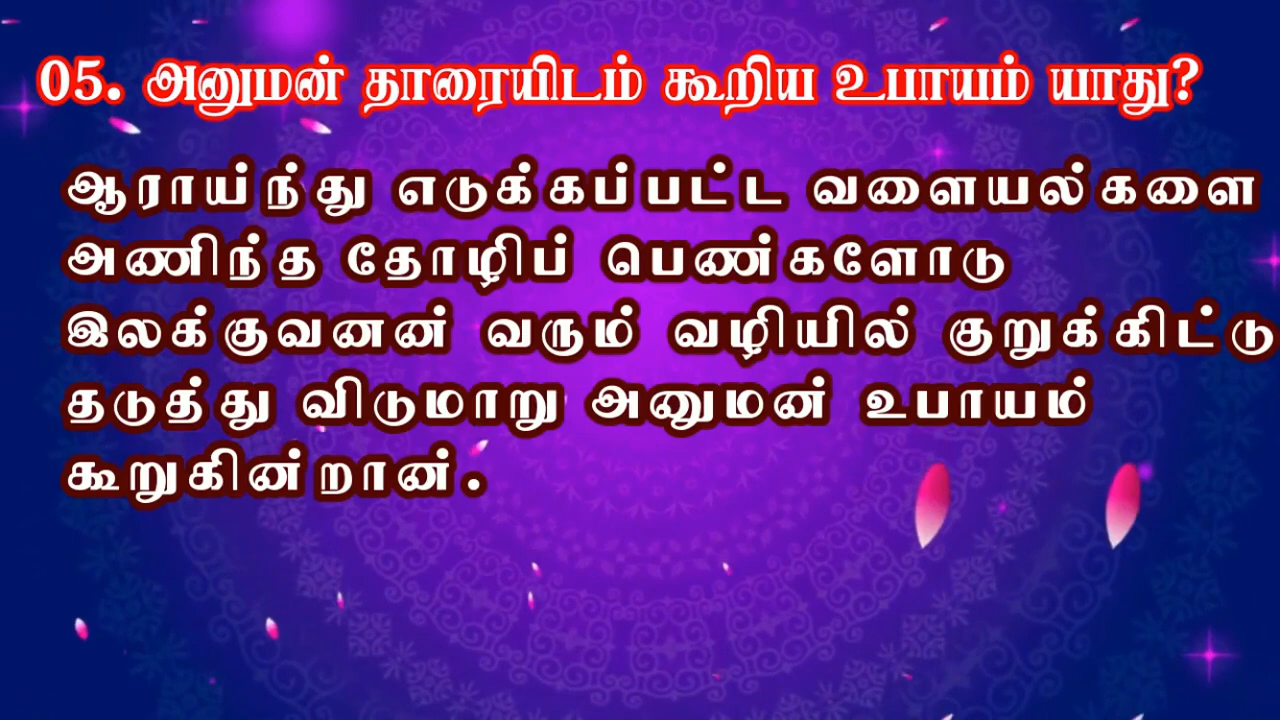 05. அனுமன் தாரையிடம் கூறிய உபாயம் யாது?
ஆராய்ந்து எடுக்கப்பட்ட வளையல்களை
அணிந்த தோழிப் பெண்களோடு
இலக்குவனன் வரும் வழியில் குறுக்கிட்டு
தடுத்து விடுமாறு அனுமன் உபாயம்
கூறுகின்றான்.